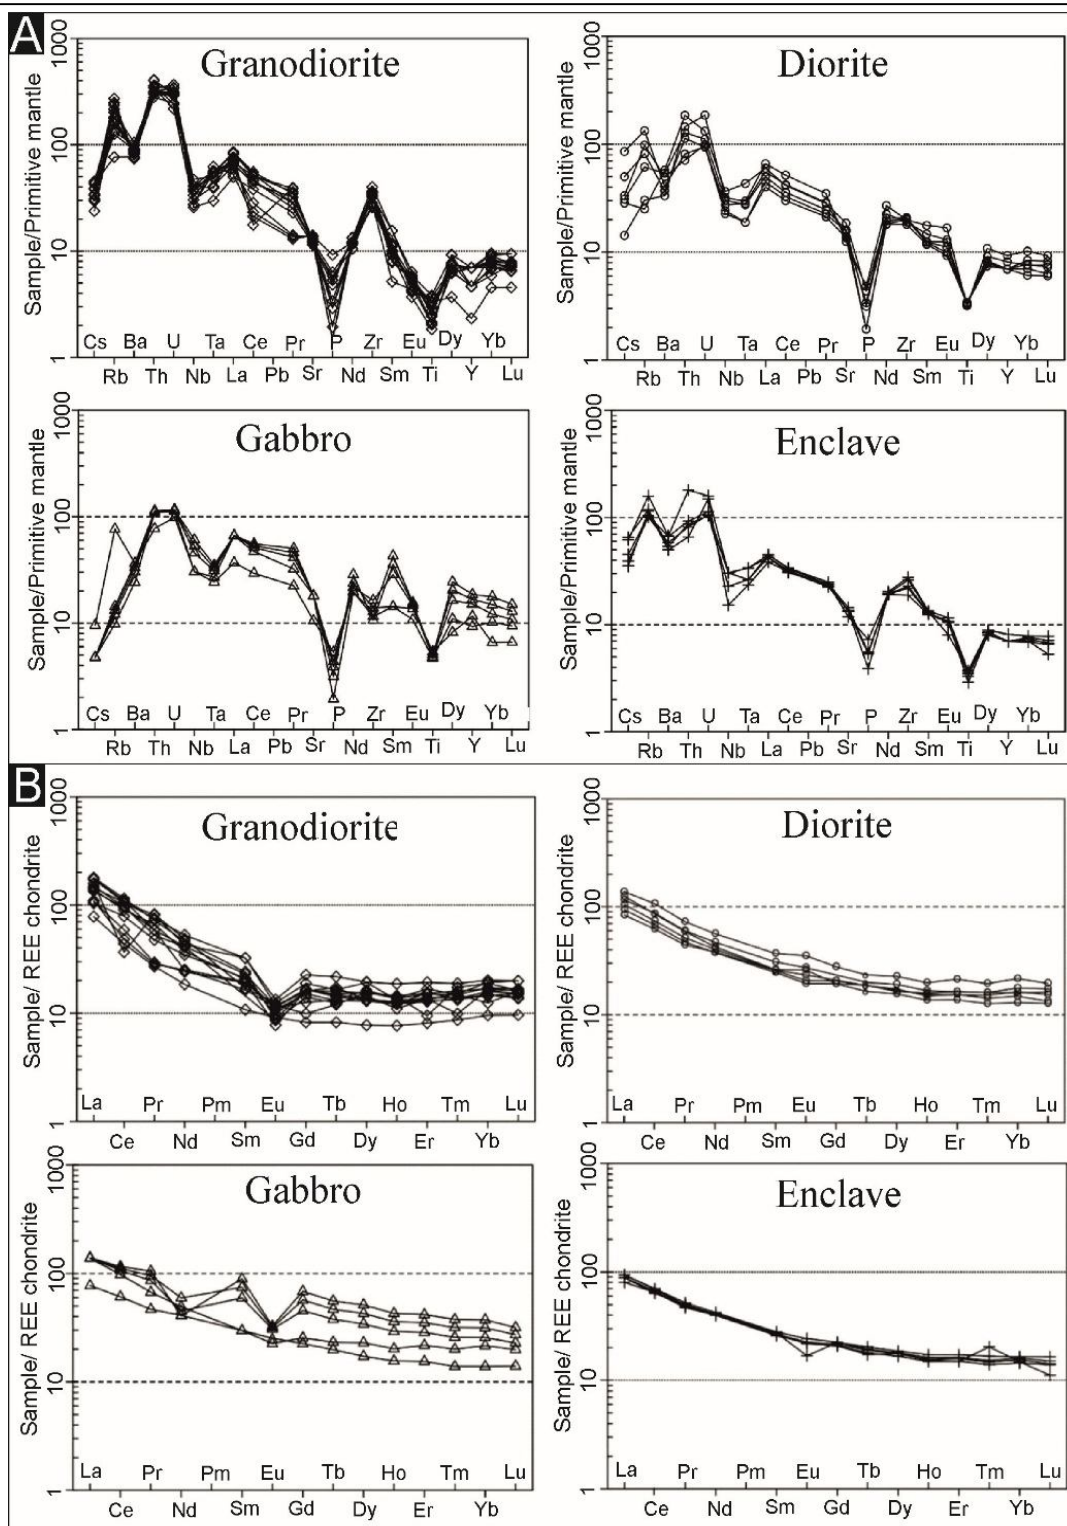 A
Granodiorite
Sample/Primitive mantle
1000
100
10
1
Cs Ba Th U Ta Ce Pr P Zr Eu Dy Yb
Rb Nb La Pb Sr Nd Sm Ti Y Lu
Diorite
Sample/Primitive mantle
1000
100
10
1
Cs Ba Th U Ta Ce Pr P Zr Eu Dy Yb
Rb Nb La Pb Sr Nd Sm Ti Y Lu
Gabbro
Sample/Primitive mantle
1000
100
10
1
Cs Ba U Ta Ce Pr P Zr Eu Dy Yb
Rb Th Nb La Pb Sr Nd Sm Ti Y Lu
Enclave
Sample/Primitive mantle
1000
100
10
1
Cs Ba U Ta Ce Pr P Zr Eu Dy Yb
Rb Th Nb La Pb Sr Nd Sm Ti Y Lu
B
Granodiorite
Sample/ REE chondrite
1000
100
10
1
La Pr Pm Eu Tb Ho Tm Lu
Ce Nd Sm Gd Dy Er Yb
Diorite
Sample/ REE chondrite
1000
100
10
1
La Pr Pm Eu Tb Ho Tm Lu
Ce Nd Sm Gd Dy Er Yb
Gabbro
Sample/ REE chondrite
1000
100
10
1
La Pr Pm Eu Tb Ho Tm Lu
Ce Nd Sm Gd Dy Er Yb
Enclave
Sample/ REE chondrite
1000
100
10
1
La Pr Pm Eu Tb Ho Tm Lu
Ce Nd Sm Gd Dy Er Yb